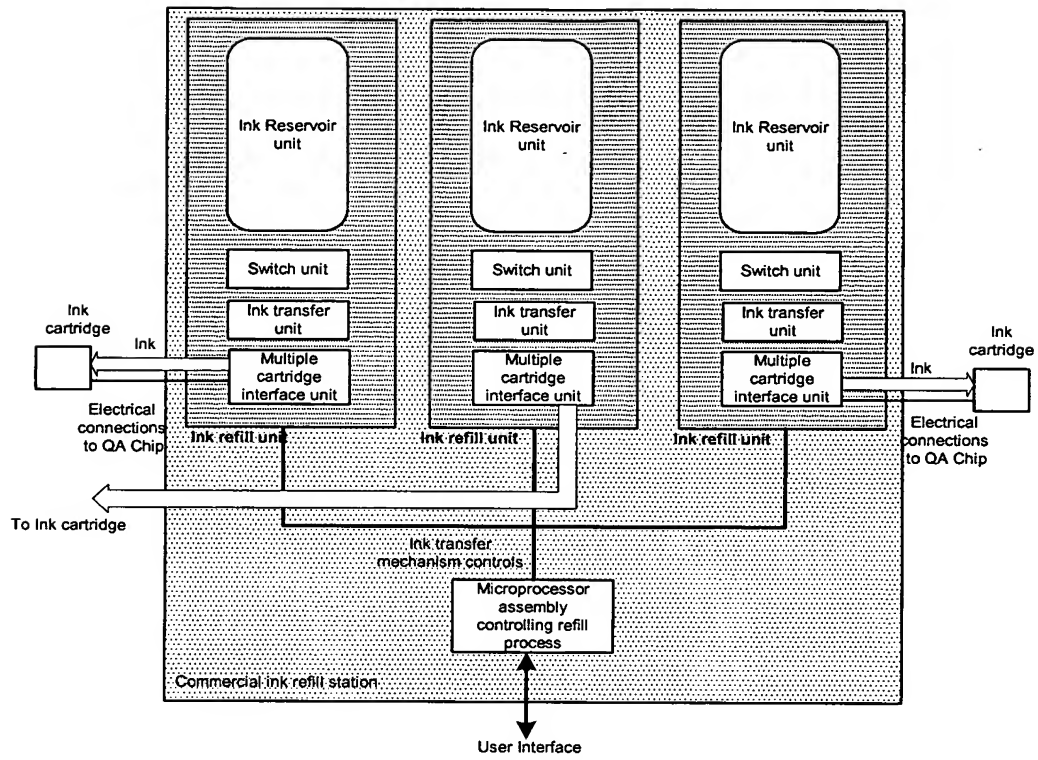 Ink Reservoir
unit
Ink Reservoir
unit
Ink Reservoir
unit
Switch unit
Switch unit
Switch unit
Ink transfer
unit
Ink transfer
unit
Ink transfer
unit
Ink
cartridge
Ink
Multiple
cartridge
interface unit
Multiple
cartridge
interface unit
Multiple
cartridge
interface unit
Ink
Ink
cartridge
Electrical
connections
to QA Chip
Ink refill unit
Ink refill unit
Ink refill unit
Electrical
connections
to QA Chip
To Ink cartridge
Ink transfer
mechanism controls
Microprocessor
assembly
controlling refill
process
Commercial ink refill station
User Interface